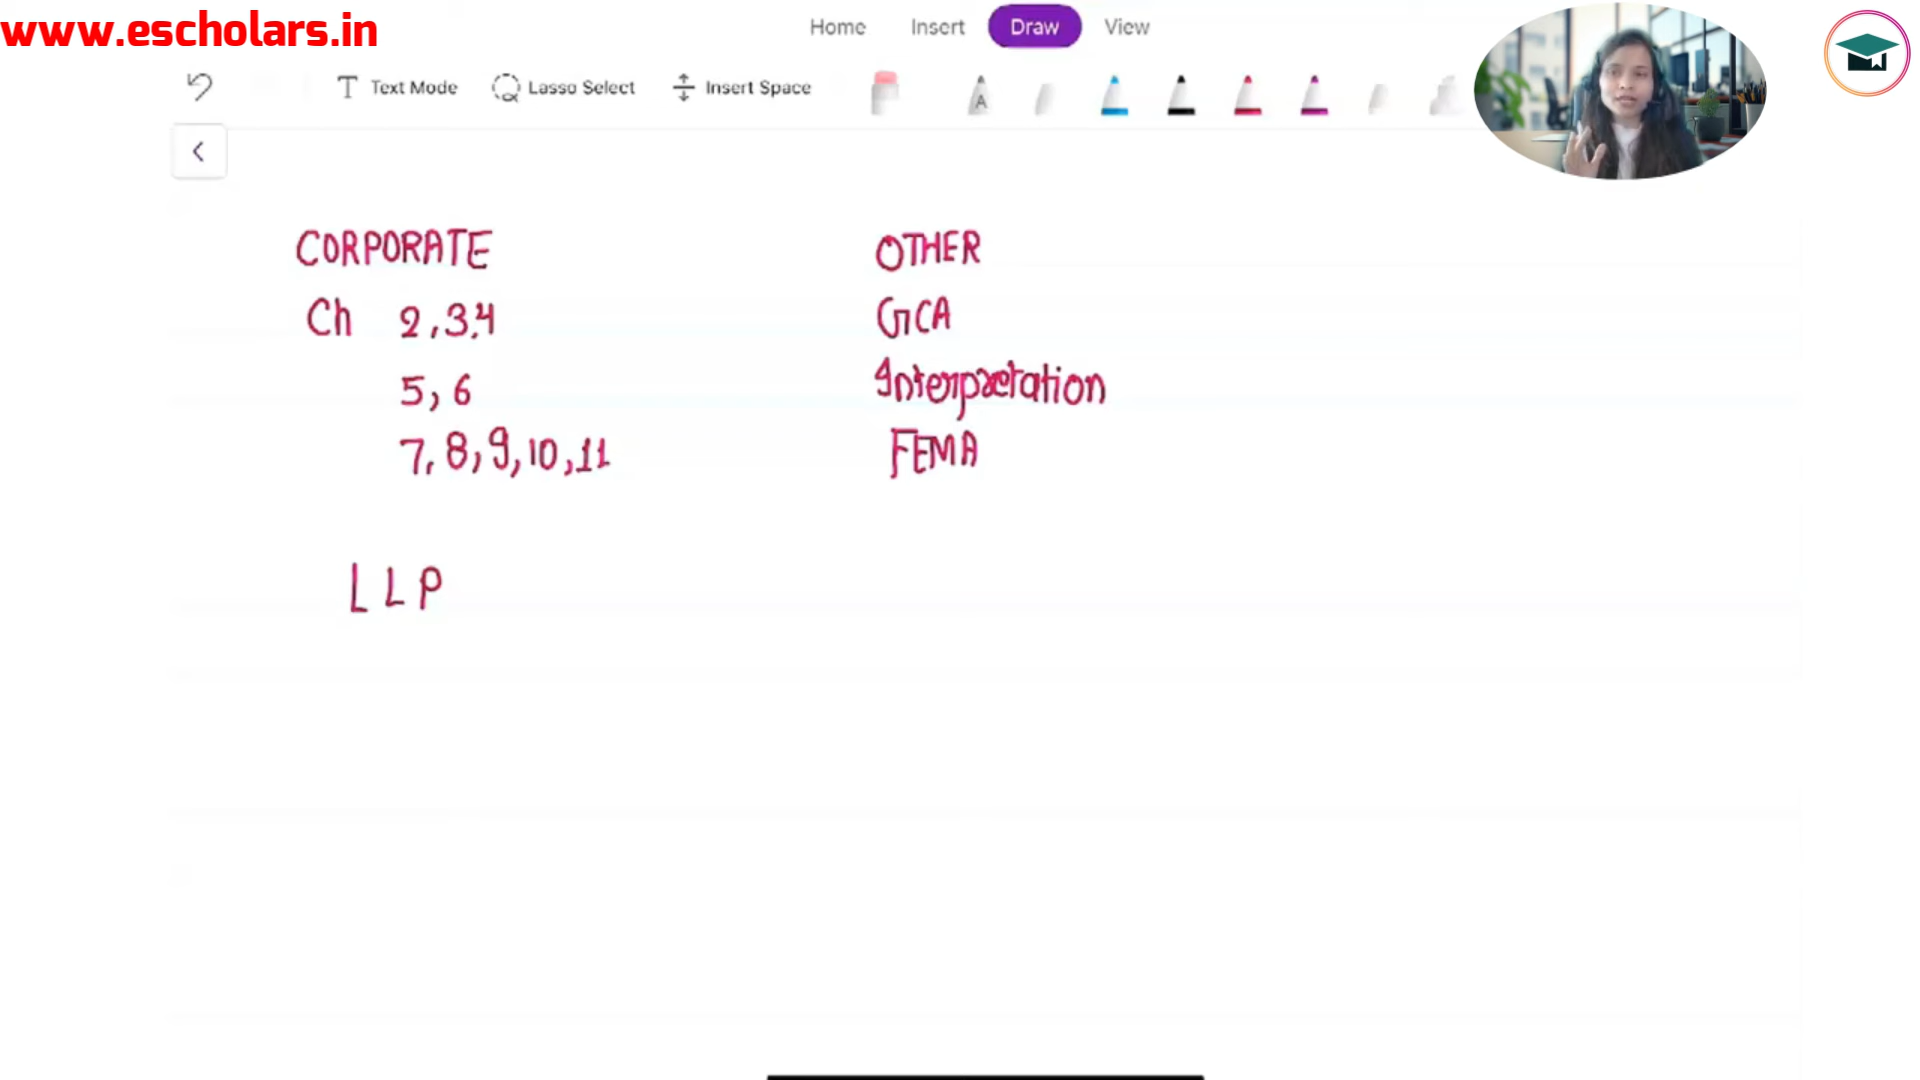 www.escholars.in
Home Insert Draw View
Text Mode Lasso Select Insert Space
A
CORPORATE
Ch 2,3,4
5, 6
7, 8, 9, 10, 11
LLP
OTHER
GCA
Interpretation
FEMA